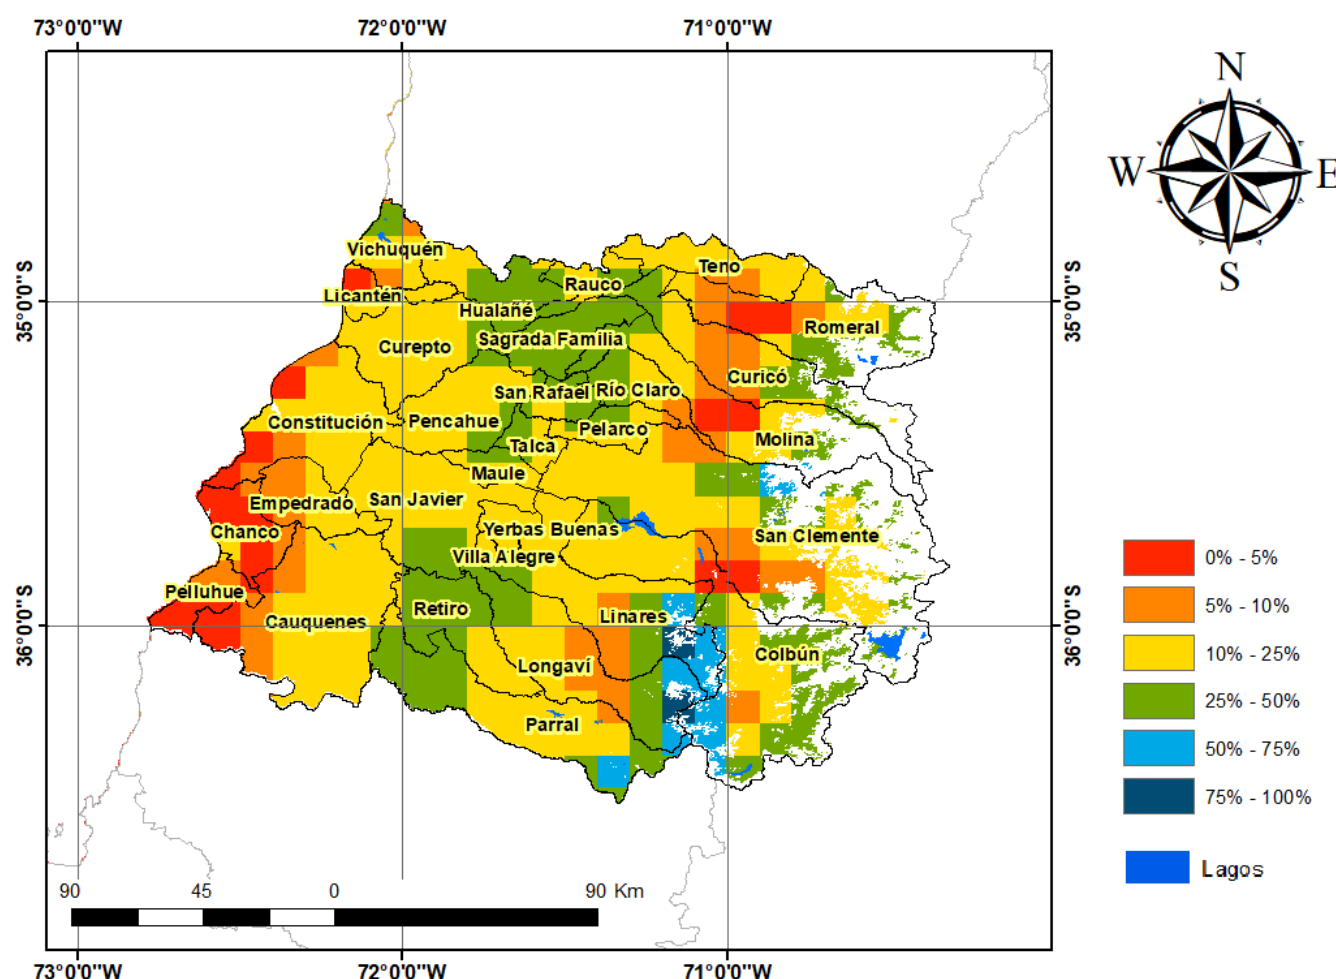 73°0'0"W 72°0'0"W 71°0'0"W
N
W E
S
35°0'0"S 35°0'0"S
36°0'0"S 36°0'0"S
Vichuquén
Teno
Rauco
Licantén
Hualañé
Romeral
Sagrada Familia
Curepto
Curicó
San Rafael Río Claro
Constitución Pencahue
Pelarco
Molina
Talca
Maule
San Javier
Empedrado
Yerbas Buenas
Chanco
San Clemente
Villa Alegre
Pelluhue
Retiro
Linares
Cauquenes
Colbún
Longaví
Parral
0% - 5%
5% - 10%
10% - 25%
25% - 50%
50% - 75%
75% - 100%
Lagos
90 45 0 90 Km
73°0'0"W 72°0'0"W 71°0'0"W